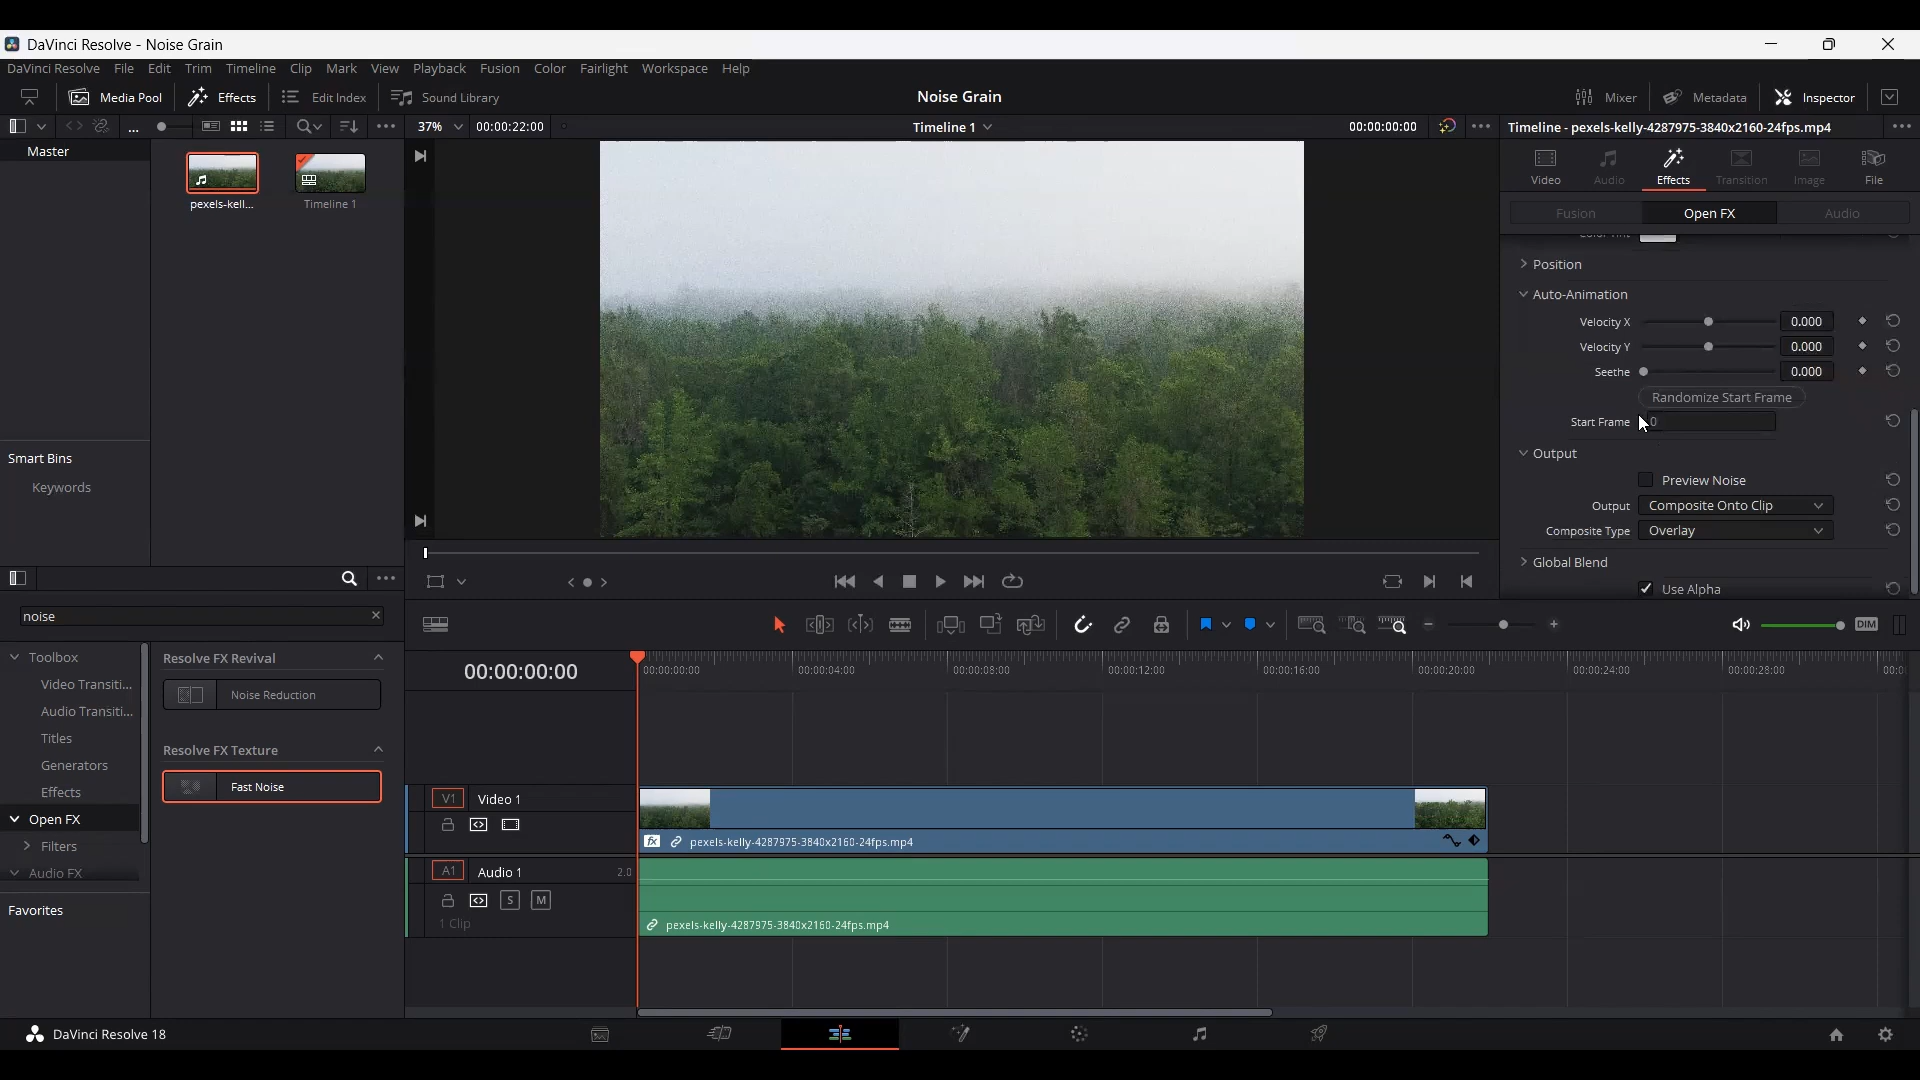 DaVinci Resolve - Noise Grain
DaVinci Resolve File Edit Trim Timeline Clip Mark View Playback Fusion Color Fairlight Workspace Help
Media Pool Effects Edit Index Sound Library Noise Grain Mixer Metadata Inspector
... 37% 00:00:22:00 Timeline 1 00:00:00:00 Timeline - pexels-kelly-4287975-3840x2160-24fps.mp4
Master
pexels-kell... Timeline 1
Video Audio Effects Transition Image File
Fusion Open FX Audio
Color Tint
Position
Auto-Animation
Velocity X 0.000
Velocity Y 0.000
Seethe 0.000
Randomize Start Frame
Start Frame 0
Output
Preview Noise
Output Composite Onto Clip
Composite Type Overlay
Global Blend
Use Alpha
Smart Bins
Keywords
noise
Toolbox
Video Transiti...
Audio Transiti...
Titles
Generators
Effects
Open FX
Filters
Audio FX
Favorites
Resolve FX Revival
Noise Reduction
Resolve FX Texture
Fast Noise
DIM
00:00:00:00 00:00:00:00 00:00:04:00 00:00:08:00 00:00:12:00 00:00:16:00 00:00:20:00 00:00:24:00 00:00:28:00 00:0
V1 Video 1
fx pexels-kelly-4287975-3840x2160-24fps.mp4
A1 Audio 1 2.0
S M
1 Clip
pexels-kelly-4287975-3840x2160-24fps.mp4
DaVinci Resolve 18